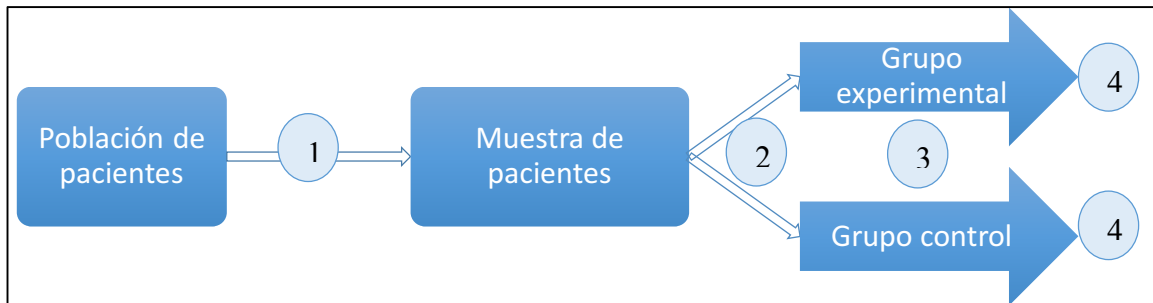 Población de
pacientes
1
Muestra de
pacientes
2
Grupo
experimental
3
Grupo control
4
4